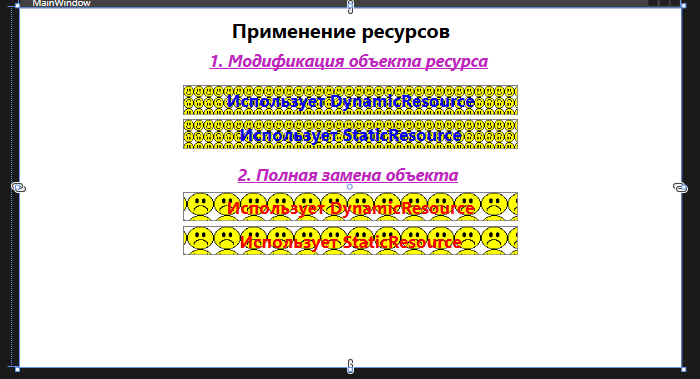 MainWindow
Применение ресурсов
1. Модификация объекта ресурса
Использует DynamicResource
Использует StaticResource
2. Полная замена объекта
Использует DynamicResource
Использует StaticResource